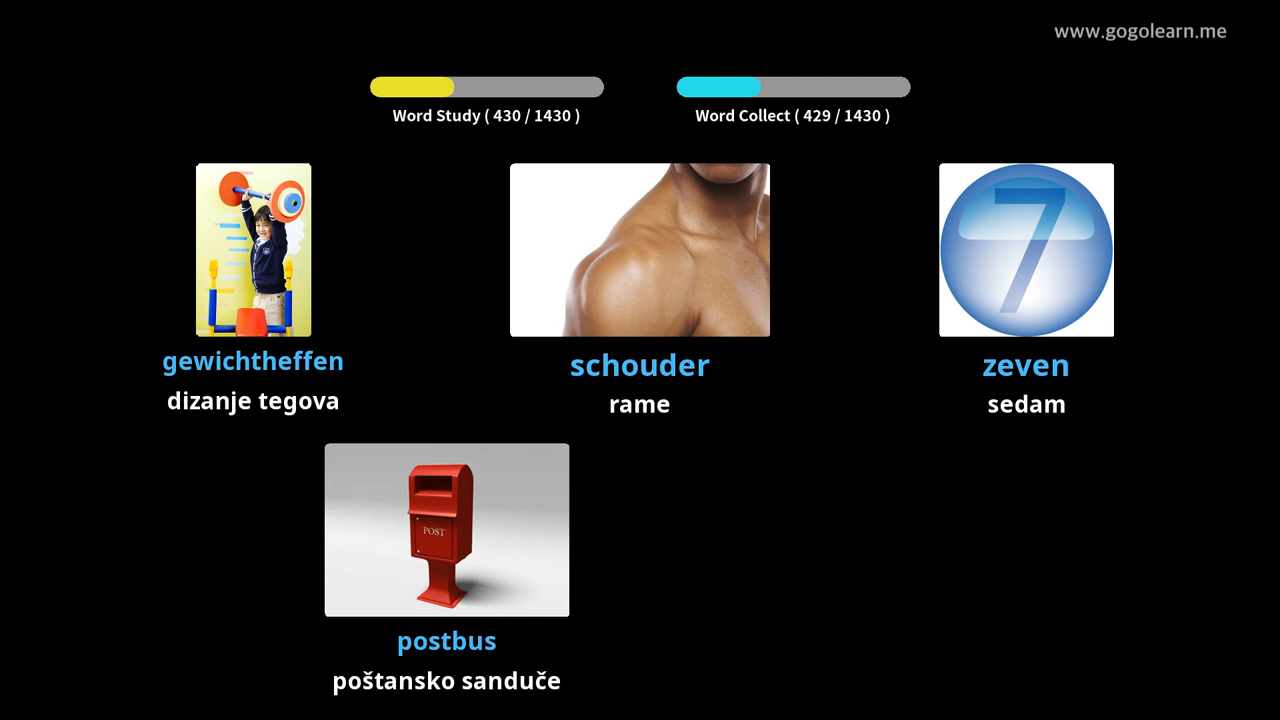 www.gogolearn.me
Word Study ( 430 / 1430 )
Word Collect ( 429 / 1430 )
7
gewichtheffen
dizanje tegova
schouder
rame
zeven
sedam
POST
postbus
poštansko sanduče